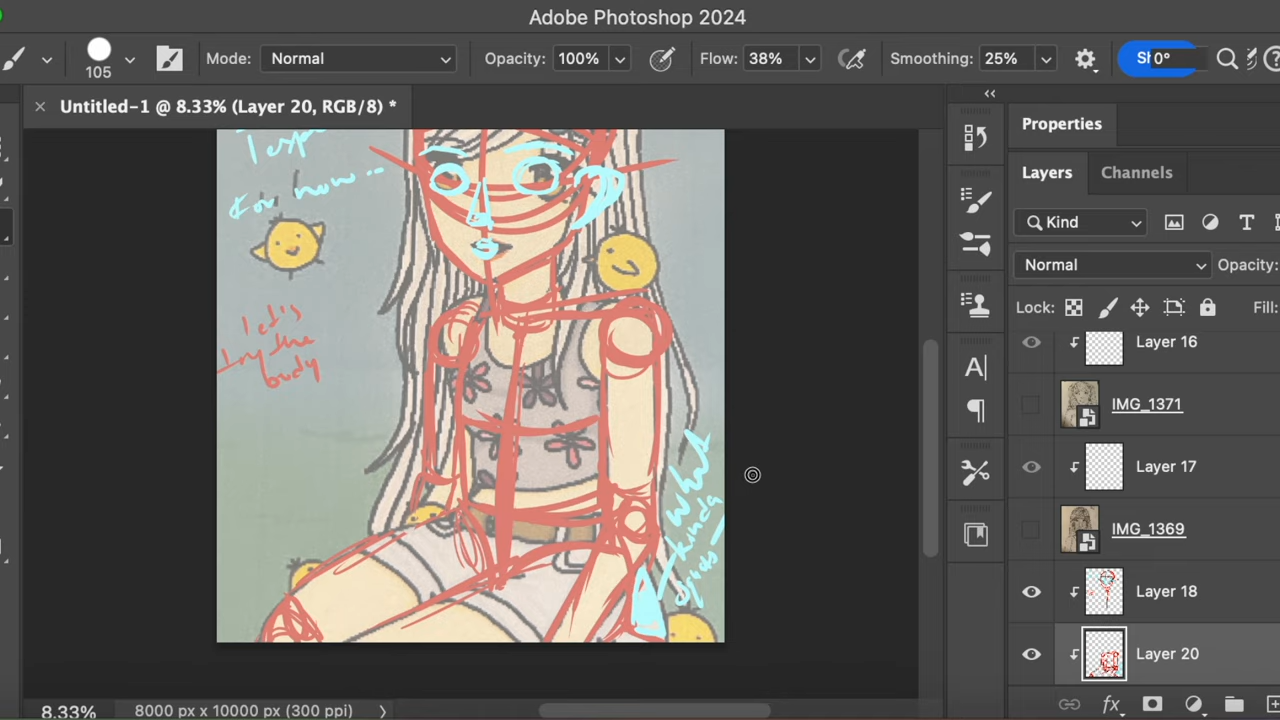 Adobe Photoshop 2024
105 Mode: Normal Opacity: 100% Flow: 38% Smoothing: 25% 0°
Untitled-1 @ 8.33% (Layer 20, RGB/8) *
Properties
Layers Channels
Kind
Normal Opacity:
Lock: Fill:
Layer 16
IMG_1371
Layer 17
IMG_1369
Layer 18
Layer 20
For now..
let's
try the
body
what
kinda
8.33% 8000 px x 10000 px (300 ppi)